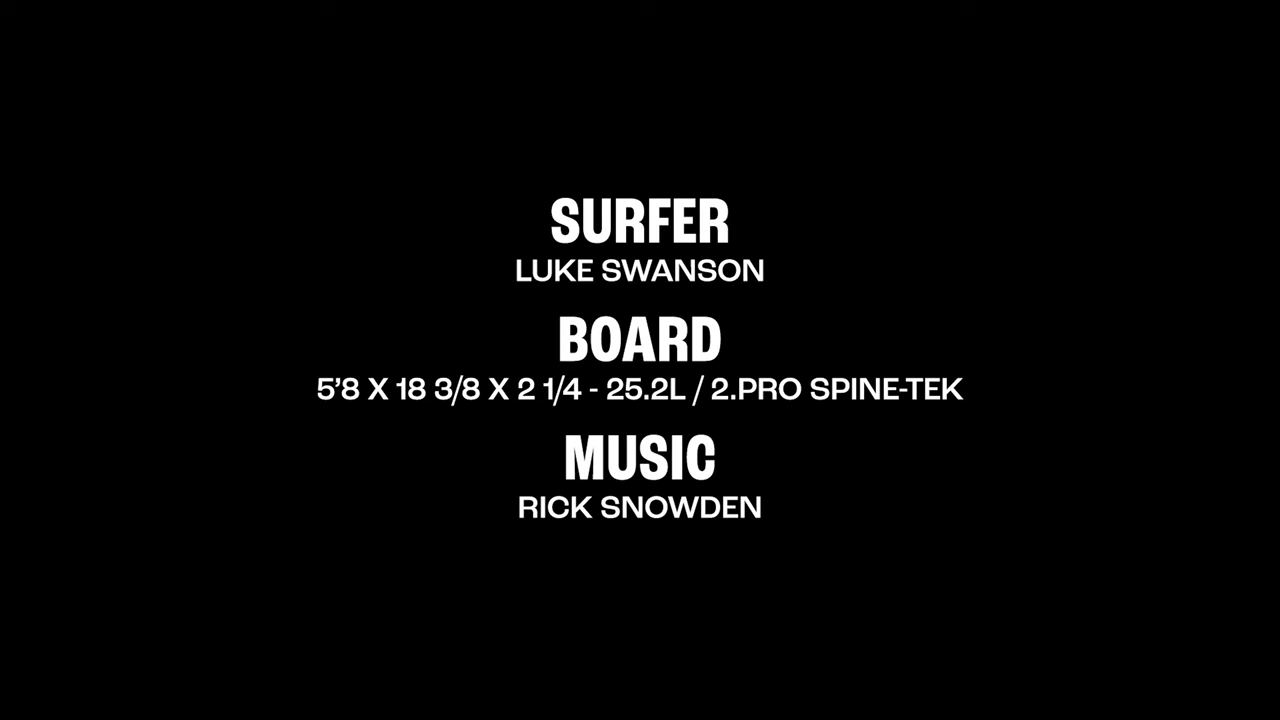 SURFER
LUKE SWANSON
BOARD
5’8 X 18 3/8 X 2 1/4 - 25.2L / 2.PRO SPINE-TEK
MUSIC
RICK SNOWDEN